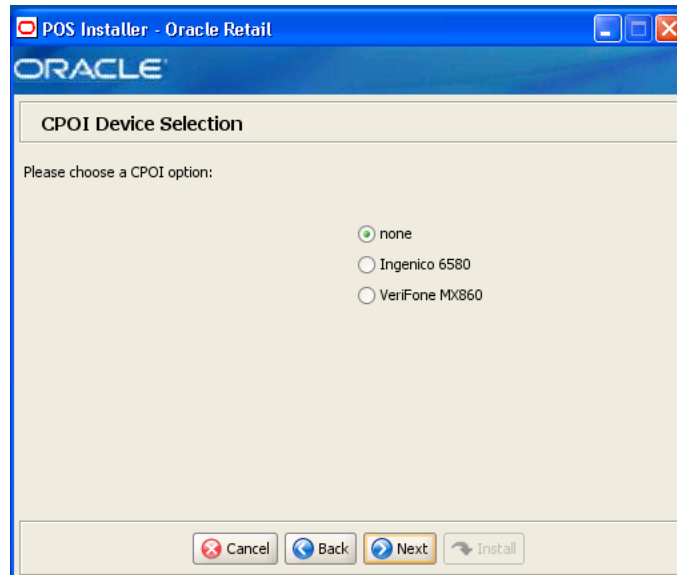 POS Installer - Oracle Retail
ORACLE
CPOI Device Selection
Please choose a CPOI option:
none
Ingenico 6580
VeriFone MX860
Cancel Back Next Install